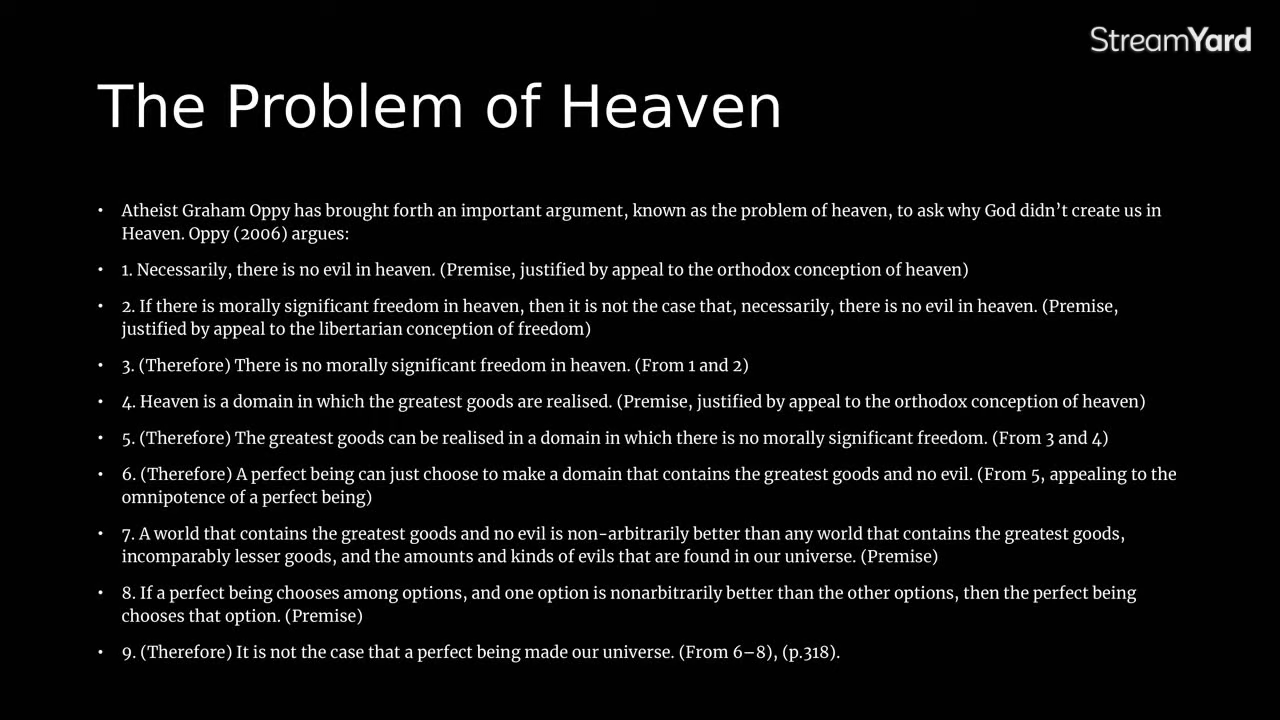 StreamYard
The Problem of Heaven
• Atheist Graham Oppy has brought forth an important argument, known as the problem of heaven, to ask why God didn’t create us in
Heaven. Oppy (2006) argues:
• 1. Necessarily, there is no evil in heaven. (Premise, justified by appeal to the orthodox conception of heaven)
• 2. If there is morally significant freedom in heaven, then it is not the case that, necessarily, there is no evil in heaven. (Premise,
justified by appeal to the libertarian conception of freedom)
• 3. (Therefore) There is no morally significant freedom in heaven. (From 1 and 2)
• 4. Heaven is a domain in which the greatest goods are realised. (Premise, justified by appeal to the orthodox conception of heaven)
• 5. (Therefore) The greatest goods can be realised in a domain in which there is no morally significant freedom. (From 3 and 4)
• 6. (Therefore) A perfect being can just choose to make a domain that contains the greatest goods and no evil. (From 5, appealing to the
omnipotence of a perfect being)
• 7. A world that contains the greatest goods and no evil is non-arbitrarily better than any world that contains the greatest goods,
incomparably lesser goods, and the amounts and kinds of evils that are found in our universe. (Premise)
• 8. If a perfect being chooses among options, and one option is nonarbitrarily better than the other options, then the perfect being
chooses that option. (Premise)
• 9. (Therefore) It is not the case that a perfect being made our universe. (From 6–8), (p.318).